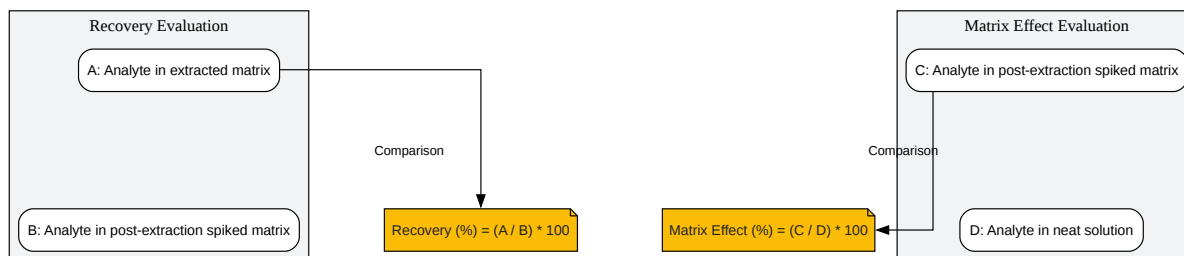 Recovery Evaluation
A: Analyte in extracted matrix
Comparison
B: Analyte in post-extraction spiked matrix
Recovery (%) = (A / B) * 100
Matrix Effect Evaluation
C: Analyte in post-extraction spiked matrix
Comparison
Matrix Effect (%) = (C / D) * 100
D: Analyte in neat solution